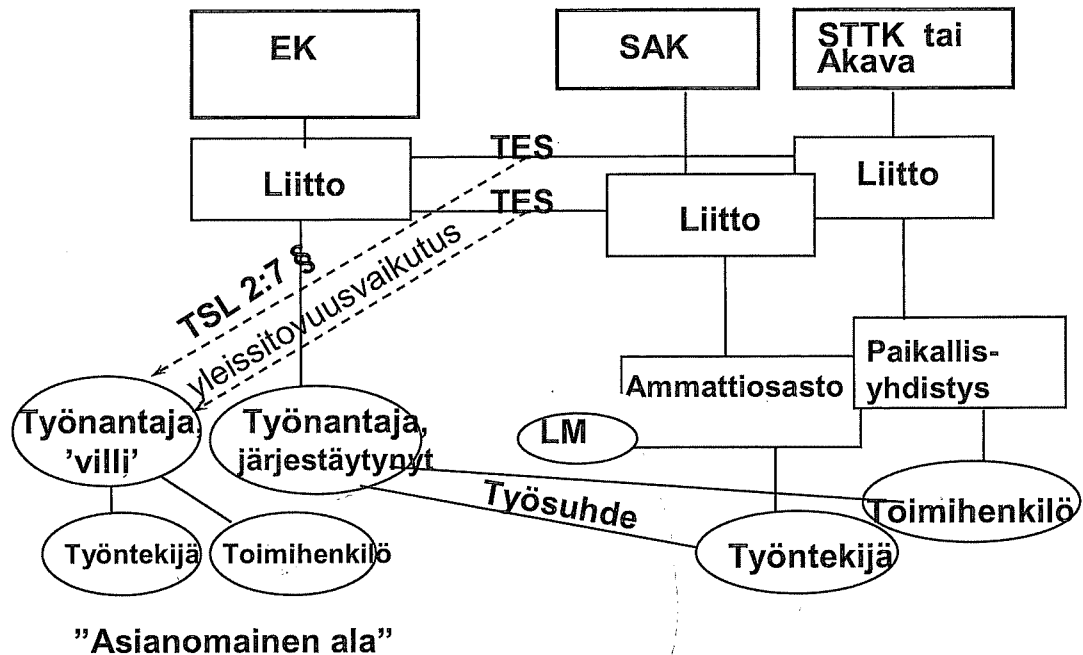 EK
SAK
STTK tai
Akava
TES
Liitto
Liitto
TES
Liitto
TSL 2:7 §
yleissitovuusvaikutus
Paikallis-
yhdistys
Ammattiosasto
Työnantaja,
'villi'
Työnantaja,
järjestäytynyt
LM
Työsuhde
Toimihenkilö
Työntekijä
Toimihenkilö
Työntekijä
"Asianomainen ala"